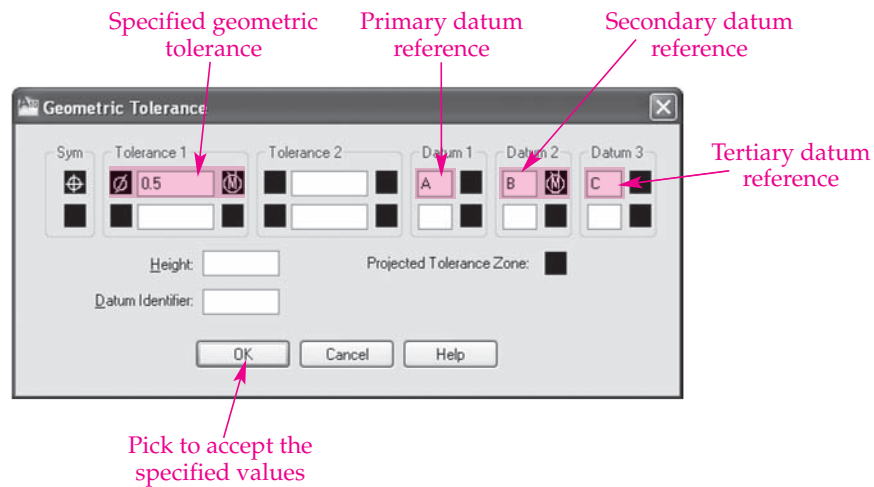 Specified geometric
tolerance
Primary datum
reference
Secondary datum
reference
Geometric Tolerance
Sym
Tolerance 1
Tolerance 2
Datum 1
Datum 2
Datum 3
Tertiary datum
reference
⌖ Ø 0.5 Ⓜ A B Ⓜ C
Height:
Projected Tolerance Zone:
Datum Identifier:
OK
Cancel
Help
Pick to accept the
specified values